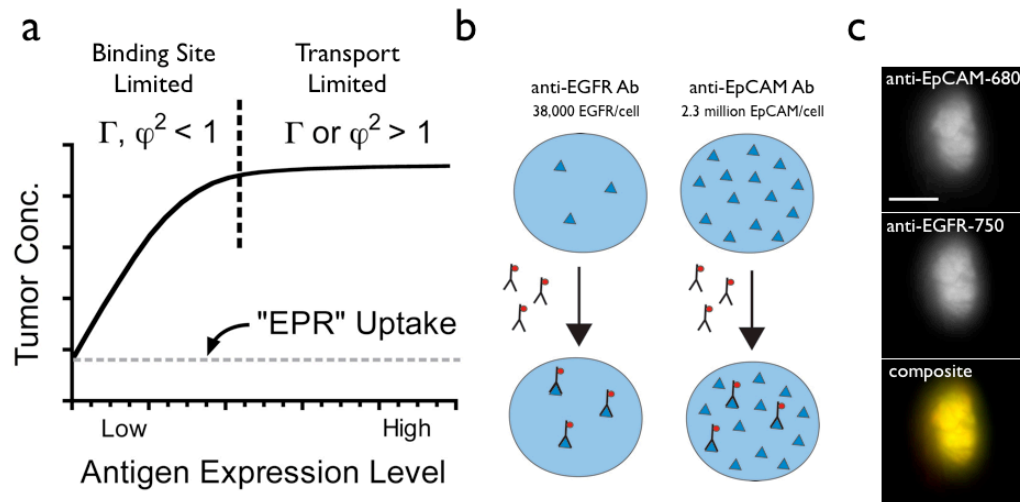 a
Binding Site
Limited
Transport
Limited
Γ, φ² < 1
Γ or φ² > 1
Tumor Conc.
"EPR" Uptake
Low
High
Antigen Expression Level
b
anti-EGFR Ab
38,000 EGFR/cell
anti-EpCAM Ab
2.3 million EpCAM/cell
c
anti-EpCAM-680
anti-EGFR-750
composite